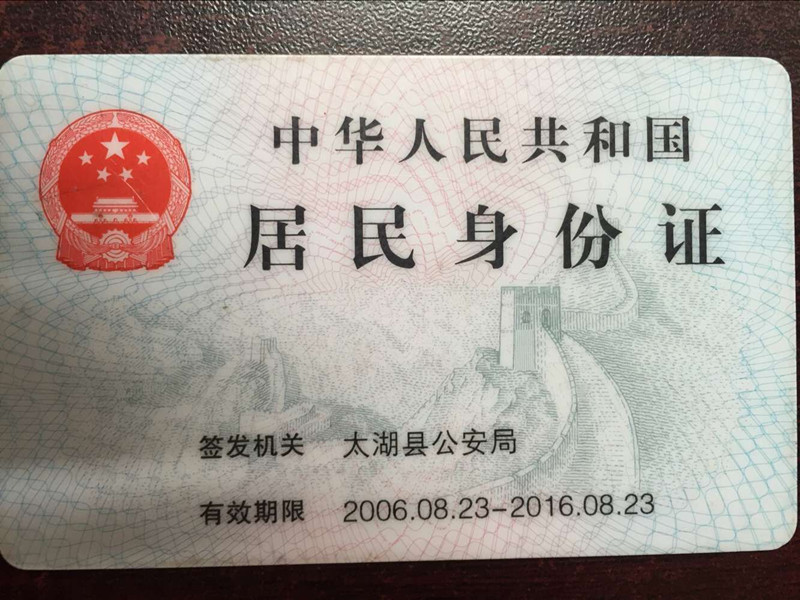 中华人民共和国
居民身份证
签发机关 太湖县公安局
有效期限 2006.08.23-2016.08.23